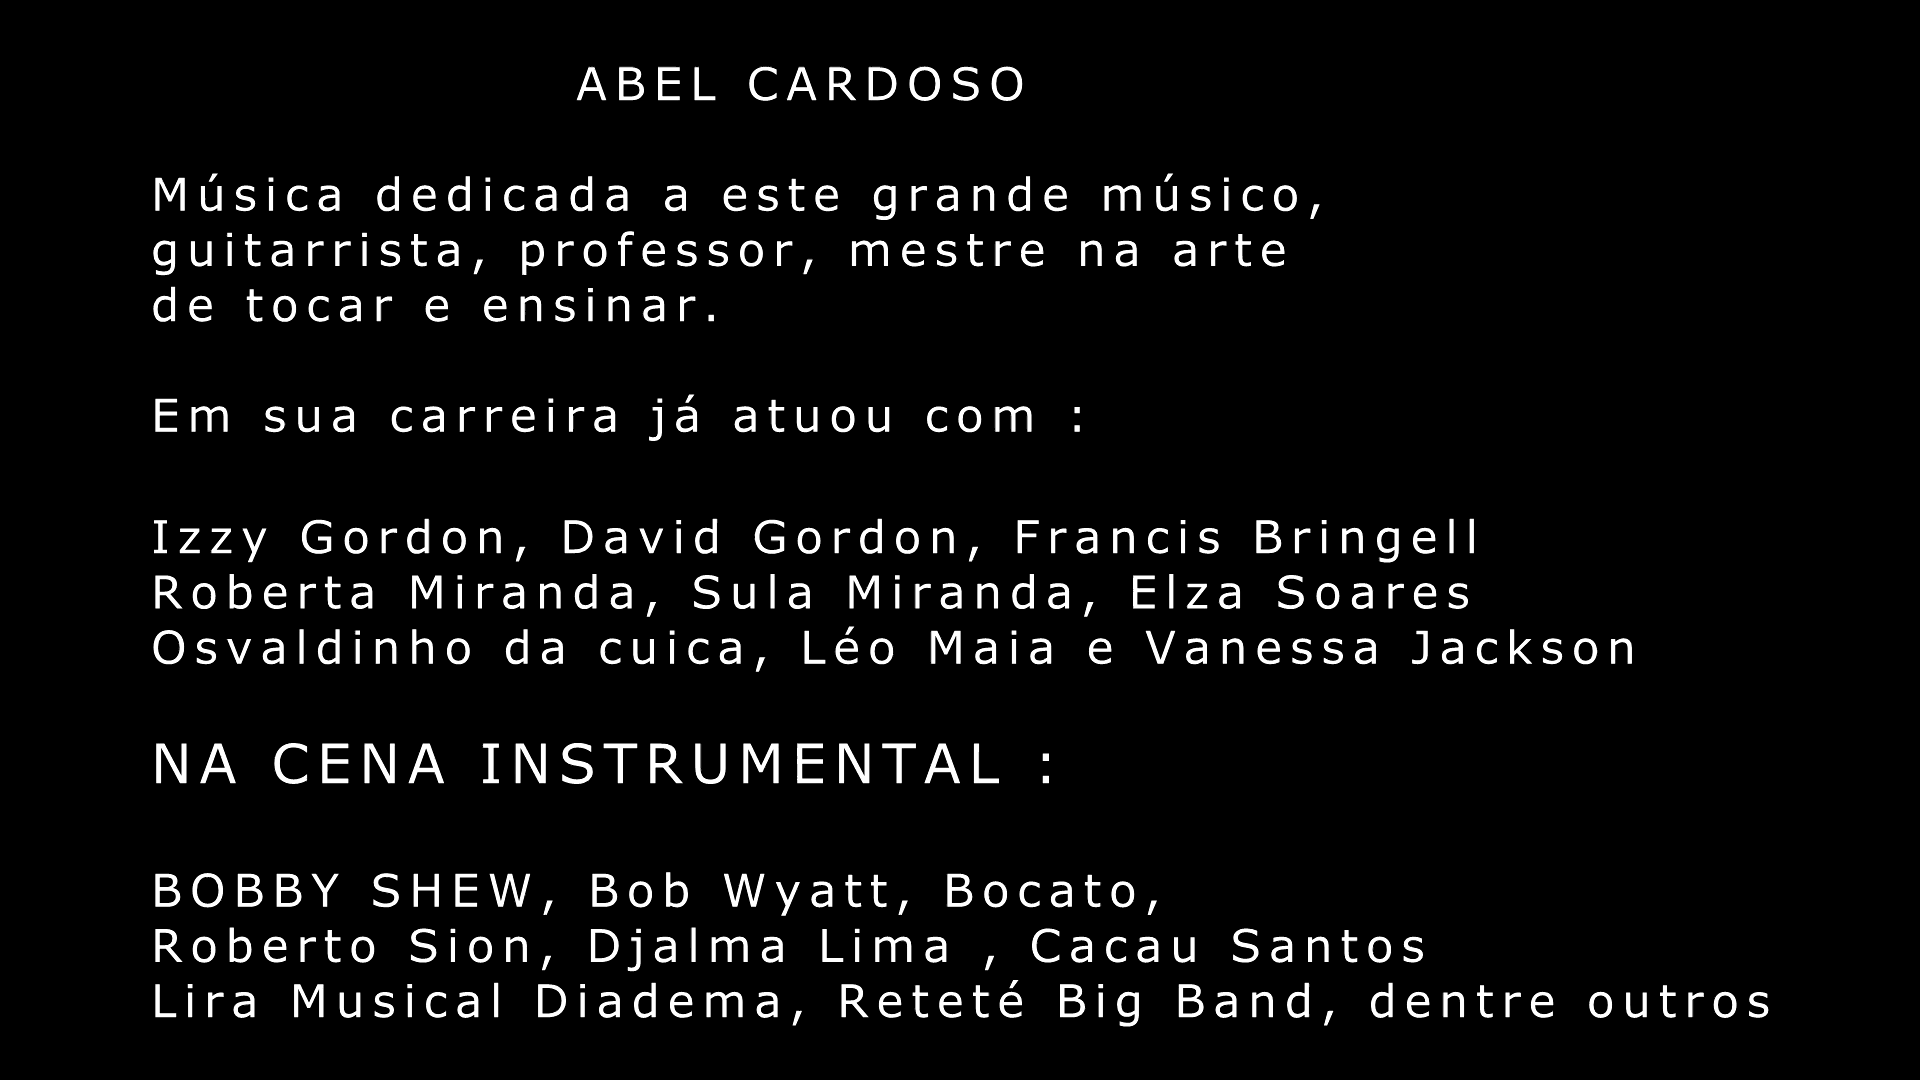 ABEL CARDOSO
Música dedicada a este grande músico,
guitarrista, professor, mestre na arte
de tocar e ensinar.
Em sua carreira já atuou com :
Izzy Gordon, David Gordon, Francis Bringell
Roberta Miranda, Sula Miranda, Elza Soares
Osvaldinho da cuica, Léo Maia e Vanessa Jackson
NA CENA INSTRUMENTAL :
BOBBY SHEW, Bob Wyatt, Bocato,
Roberto Sion, Djalma Lima , Cacau Santos
Lira Musical Diadema, Reteté Big Band, dentre outros